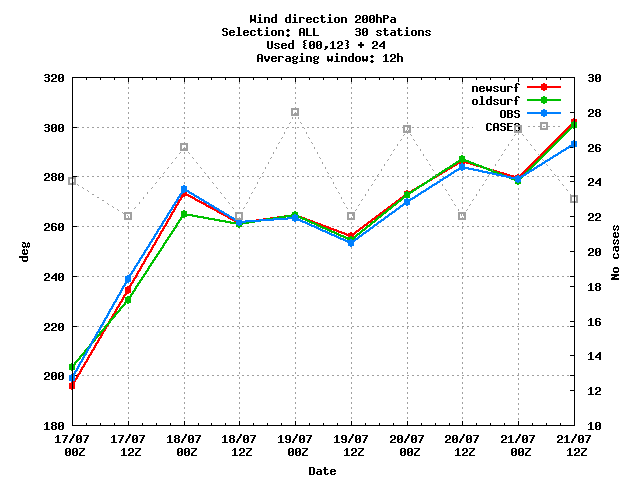 Wind direction 200hPa
Selection: ALL     30 stations
Used {00,12} + 24
Averaging window: 12h
newsurf
oldsurf
OBS
CASES
deg
320
300
280
260
240
220
200
180
No cases
30
28
26
24
22
20
18
16
14
12
10
17/07 17/07 18/07 18/07 19/07 19/07 20/07 20/07 21/07 21/07
00Z 12Z 00Z 12Z 00Z 12Z 00Z 12Z 00Z 12Z
Date